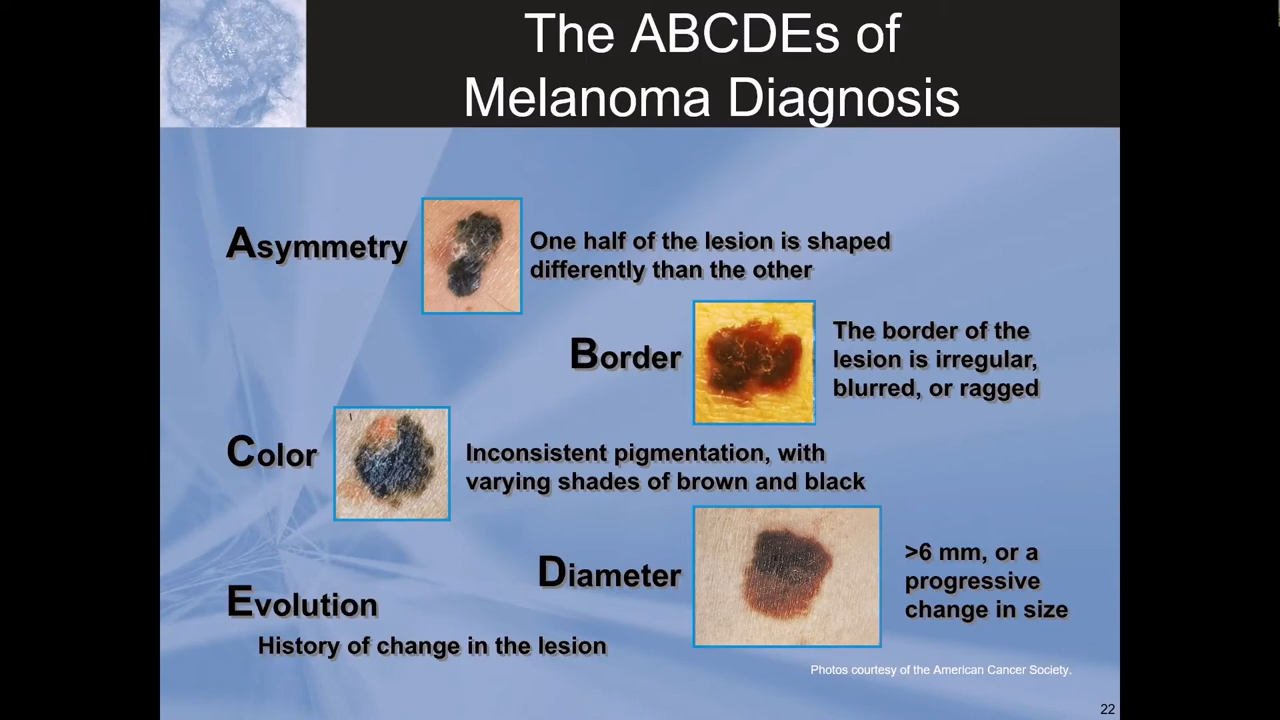 The ABCDEs of
Melanoma Diagnosis
Asymmetry
One half of the lesion is shaped
differently than the other
Border
The border of the
lesion is irregular,
blurred, or ragged
Color
Inconsistent pigmentation, with
varying shades of brown and black
Diameter
>6 mm, or a
progressive
change in size
Evolution
History of change in the lesion
Photos courtesy of the American Cancer Society.
22